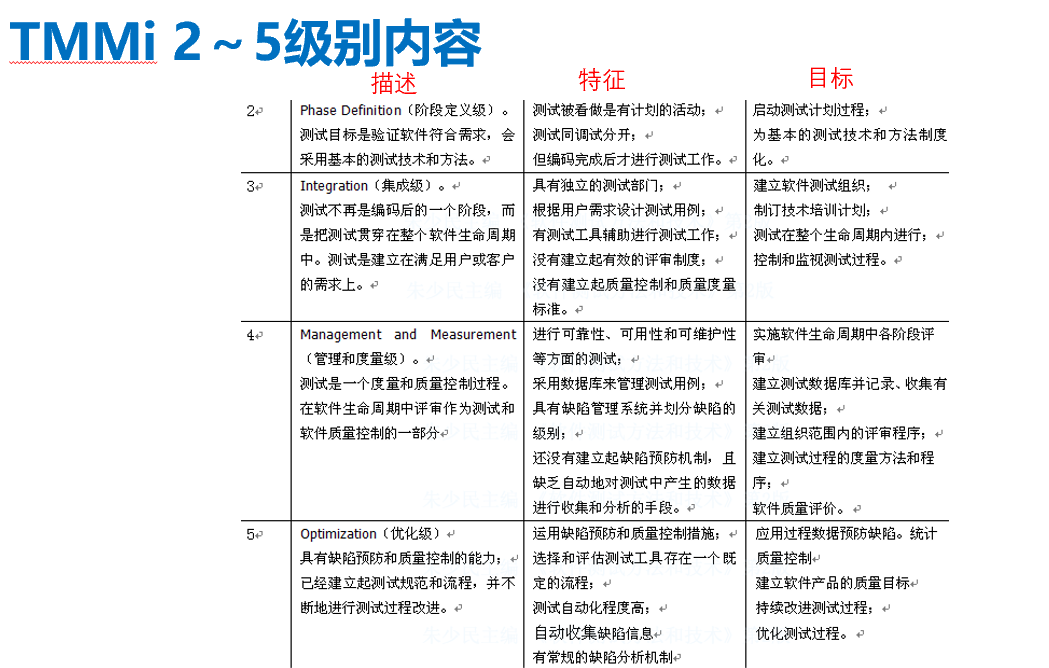 TMMi 2～5级别内容
描述 特征 目标
2
Phase Definition（阶段定义级）。
测试目标是验证软件符合需求，会
采用基本的测试技术和方法。
测试被看做是有计划的活动；
测试同调试分开；
但编码完成后才进行测试工作。
启动测试计划过程；
为基本的测试技术和方法制度
化。
3
Integration（集成级）。
测试不再是编码后的一个阶段，而
是把测试贯穿在整个软件生命周期
中。测试是建立在满足用户或客户
的需求上。
具有独立的测试部门；
根据用户需求设计测试用例；
有测试工具辅助进行测试工作；
没有建立起有效的评审制度；
没有建立起质量控制和质量度量
标准。
建立软件测试组织；
制订技术培训计划；
测试在整个生命周期内进行；
控制和监视测试过程。
4
Management and Measurement
（管理和度量级）。
测试是一个度量和质量控制过程。
在软件生命周期中评审作为测试和
软件质量控制的一部分
进行可靠性、可用性和可维护性
等方面的测试；
采用数据库来管理测试用例；
具有缺陷管理系统并划分缺陷的
级别；
还没有建立起缺陷预防机制，且
缺乏自动地对测试中产生的数据
进行收集和分析的手段。
实施软件生命周期中各阶段评
审
建立测试数据库并记录、收集有
关测试数据；
建立组织范围内的评审程序；
建立测试过程的度量方法和程
序；
软件质量评价。
5
Optimization（优化级）
具有缺陷预防和质量控制的能力；
已经建立起测试规范和流程，并不
断地进行测试过程改进。
运用缺陷预防和质量控制措施；
选择和评估测试工具存在一个既
定的流程；
测试自动化程度高；
自动收集缺陷信息
有常规的缺陷分析机制
应用过程数据预防缺陷。统计
质量控制
建立软件产品的质量目标
持续改进测试过程；
优化测试过程。